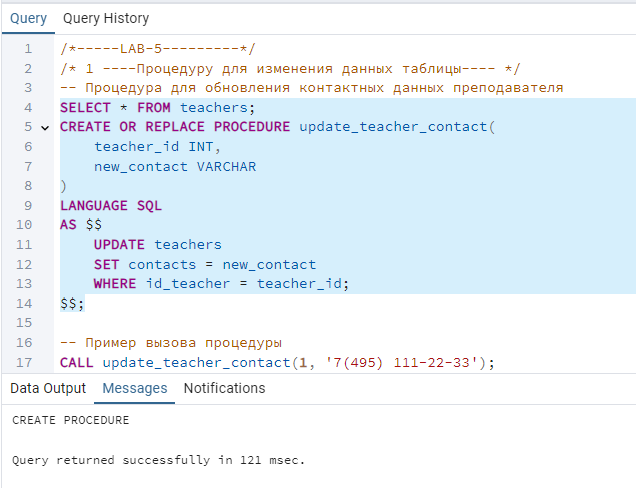 Query Query History
1 /*-----LAB-5---------*/
2 /* 1 ----Процедуру для изменения данных таблицы---- */
3 -- Процедура для обновления контактных данных преподавателя
4 SELECT * FROM teachers;
5 CREATE OR REPLACE PROCEDURE update_teacher_contact(
6 teacher_id INT,
7 new_contact VARCHAR
8 )
9 LANGUAGE SQL
10 AS $$
11 UPDATE teachers
12 SET contacts = new_contact
13 WHERE id_teacher = teacher_id;
14 $$;
15
16 -- Пример вызова процедуры
17 CALL update_teacher_contact(1, '7(495) 111-22-33');
Data Output Messages Notifications
CREATE PROCEDURE
Query returned successfully in 121 msec.